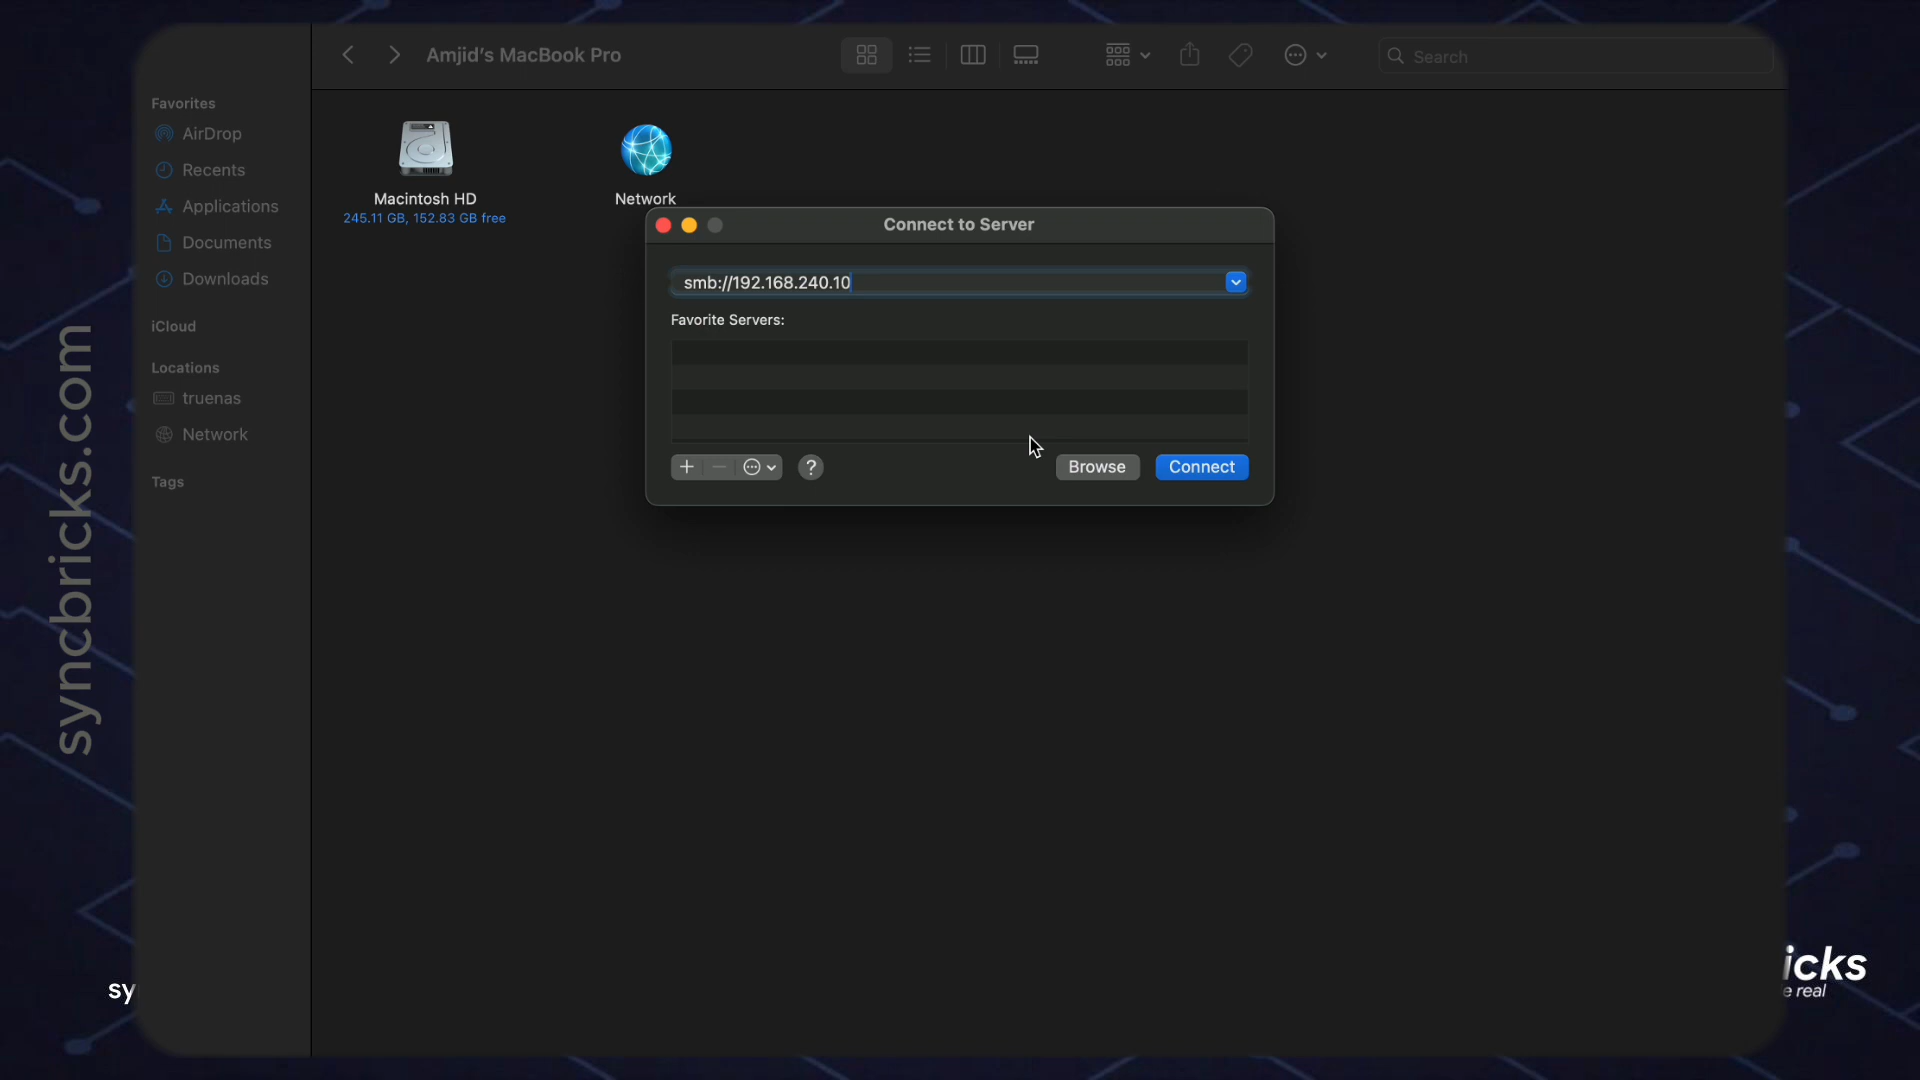 Amjid's MacBook Pro
Search
Favorites
AirDrop
Recents
Applications
Documents
Downloads
iCloud
Locations
truenas
Network
Tags
Macintosh HD
245.11 GB, 152.83 GB free
Network
Connect to Server
smb://192.168.240.10
Favorite Servers:
?
Browse
Connect
syncbricks.com
sy
icks
e real